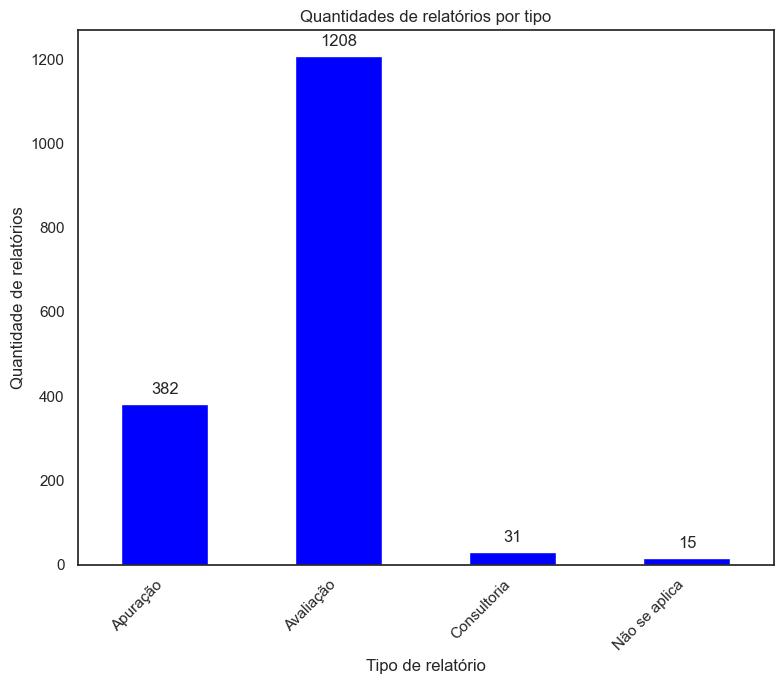 Quantidades de relatórios por tipo
Quantidade de relatórios
1200
1000
800
600
400
200
0
382
1208
31
15
Apuração
Avaliação
Consultoria
Não se aplica
Tipo de relatório